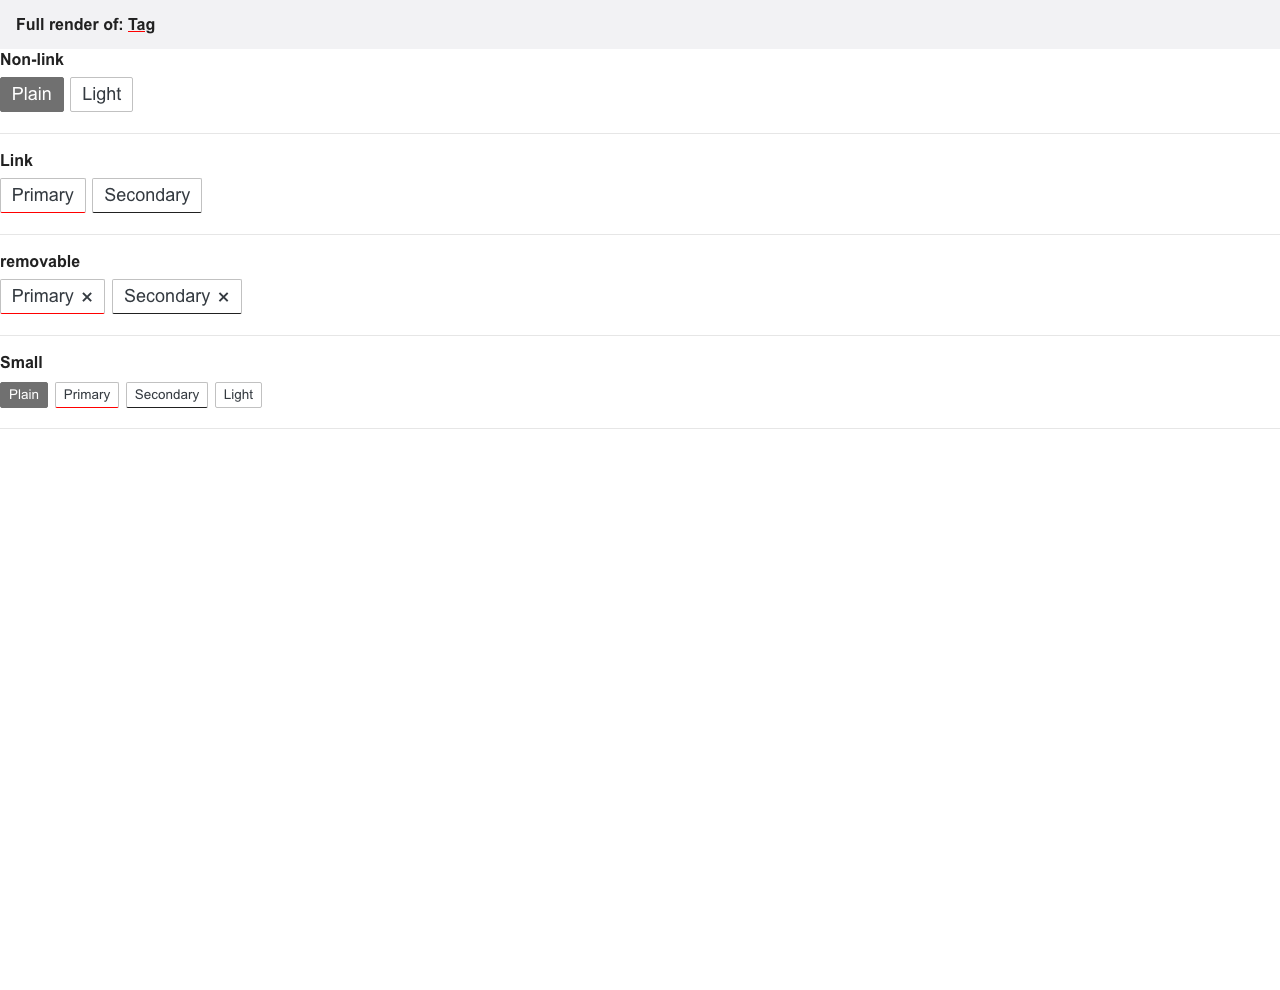 Full render of: Tag
Non-link
Plain Light
Link
Primary Secondary
removable
Primary × Secondary ×
Small
Plain Primary Secondary Light